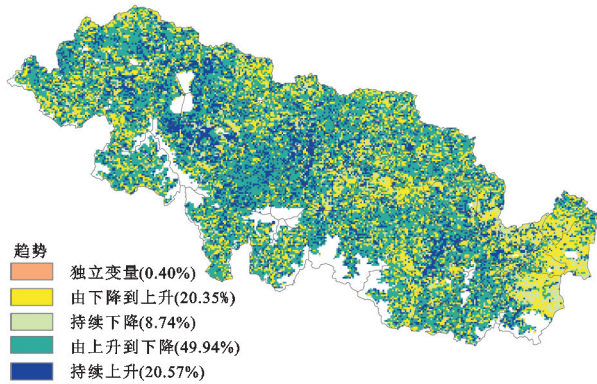 趋势
独立变量(0.40%)
由下降到上升(20.35%)
持续下降(8.74%)
由上升到下降(49.94%)
持续上升(20.57%)